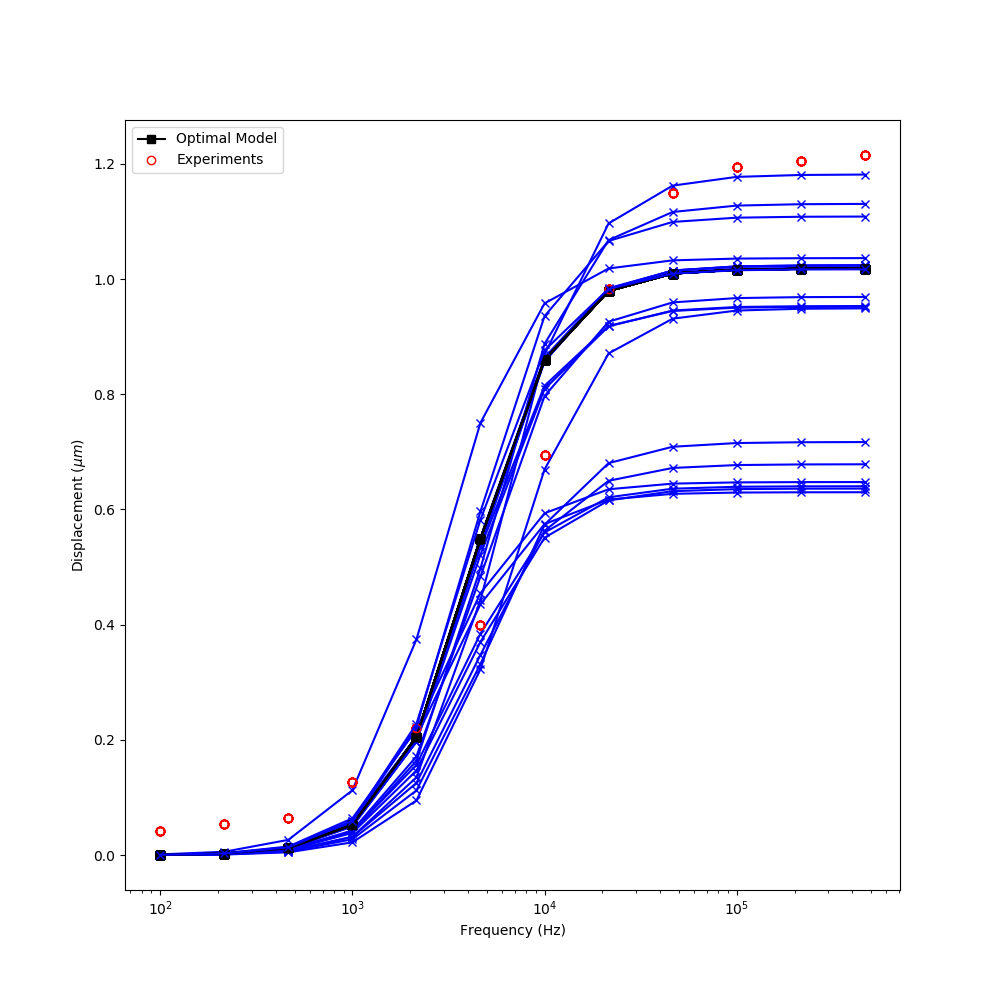 Optimal Model
Experiments
1.2
1.0
0.8
0.6
0.4
0.2
0.0
Displacement (μm)
10²
10³
10⁴
10⁵
Frequency (Hz)